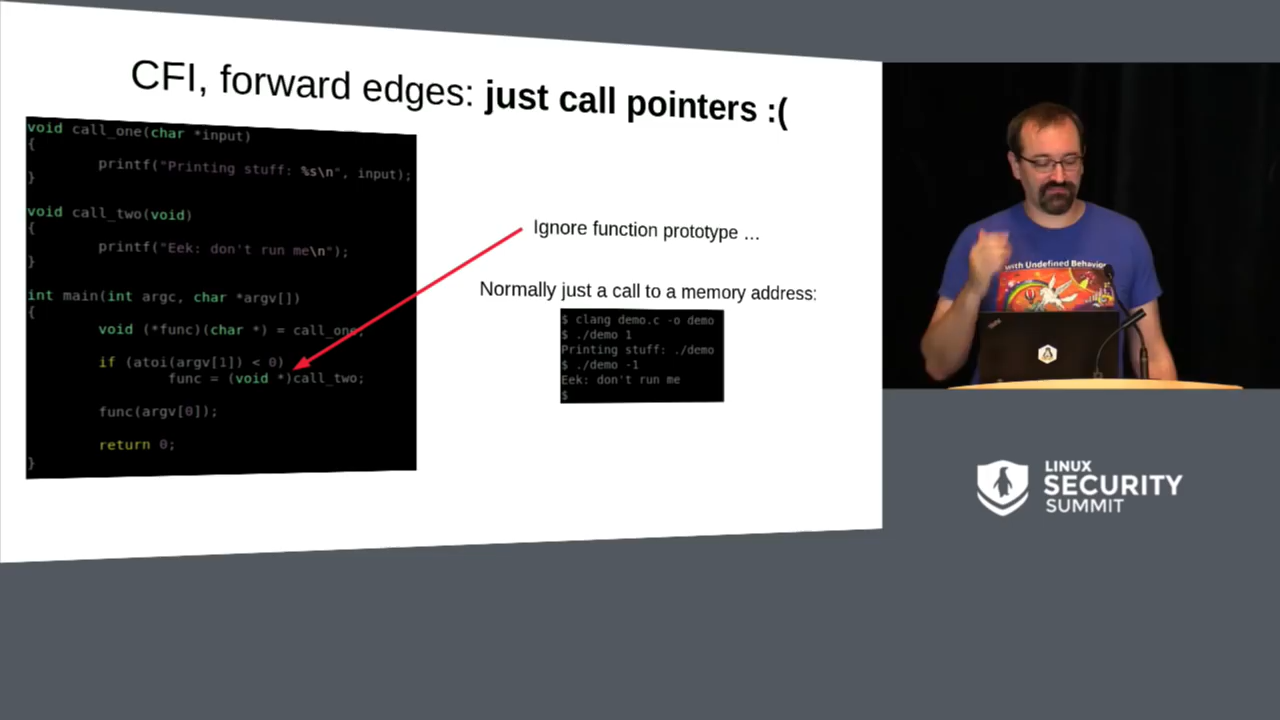 CFI, forward edges: just call pointers :(
void call_one(char *input)
{
printf("Printing stuff: %s\n", input);
}
void call_two(void)
{
printf("Eek: don't run me\n");
}
int main(int argc, char *argv[])
{
void (*func)(char *) = call_one;
if (atoi(argv[1]) < 0)
func = (void *)call_two;
func(argv[0]);
return 0;
}
Ignore function prototype …
Normally just a call to a memory address:
$ clang demo.c -o demo
$ ./demo 1
Printing stuff: ./demo
$ ./demo -1
Eek: don't run me
$
with Undefined Behavior
LINUX
SECURITY
SUMMIT